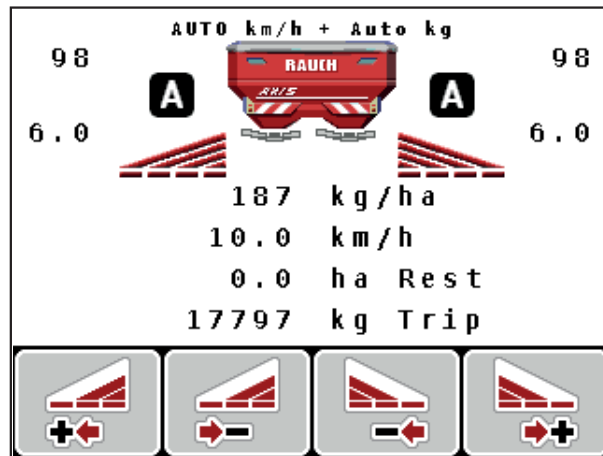 AUTO km/h + Auto kg
98 98
RAUCH
A AXIS A
6.0 6.0
187 kg/ha
10.0 km/h
0.0 ha Rest
17797 kg Trip